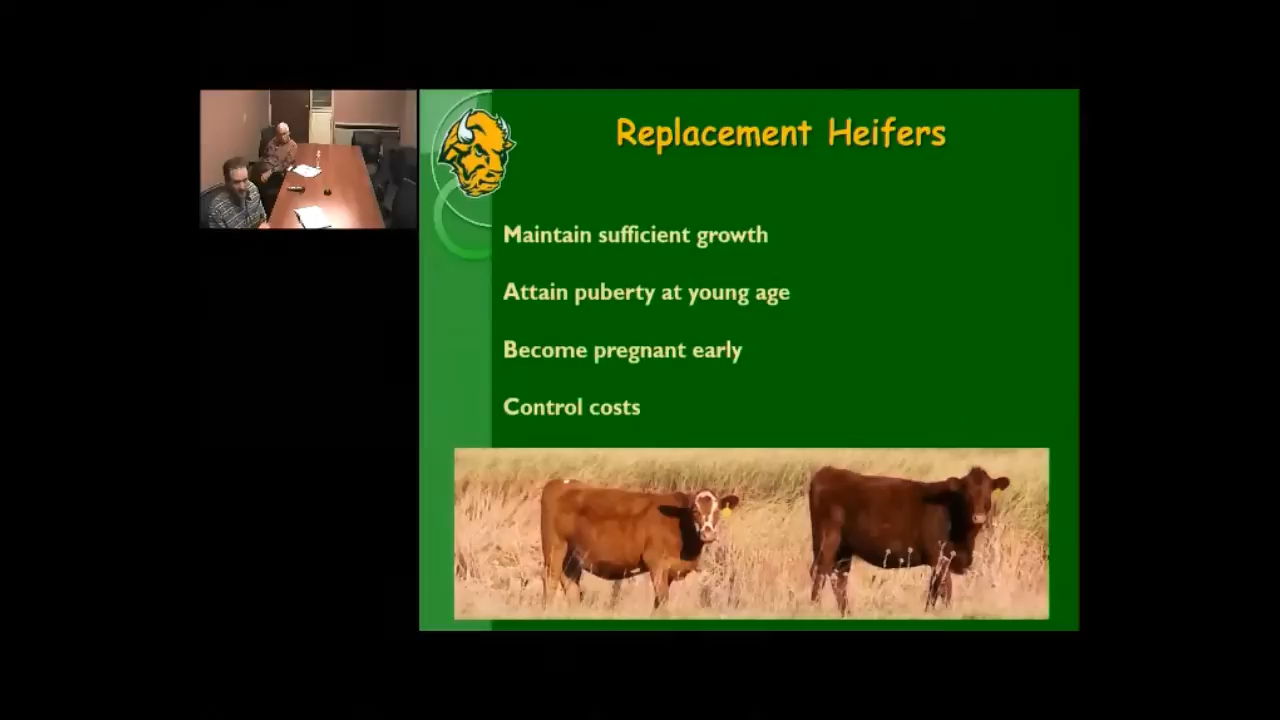 Replacement Heifers
Maintain sufficient growth
Attain puberty at young age
Become pregnant early
Control costs